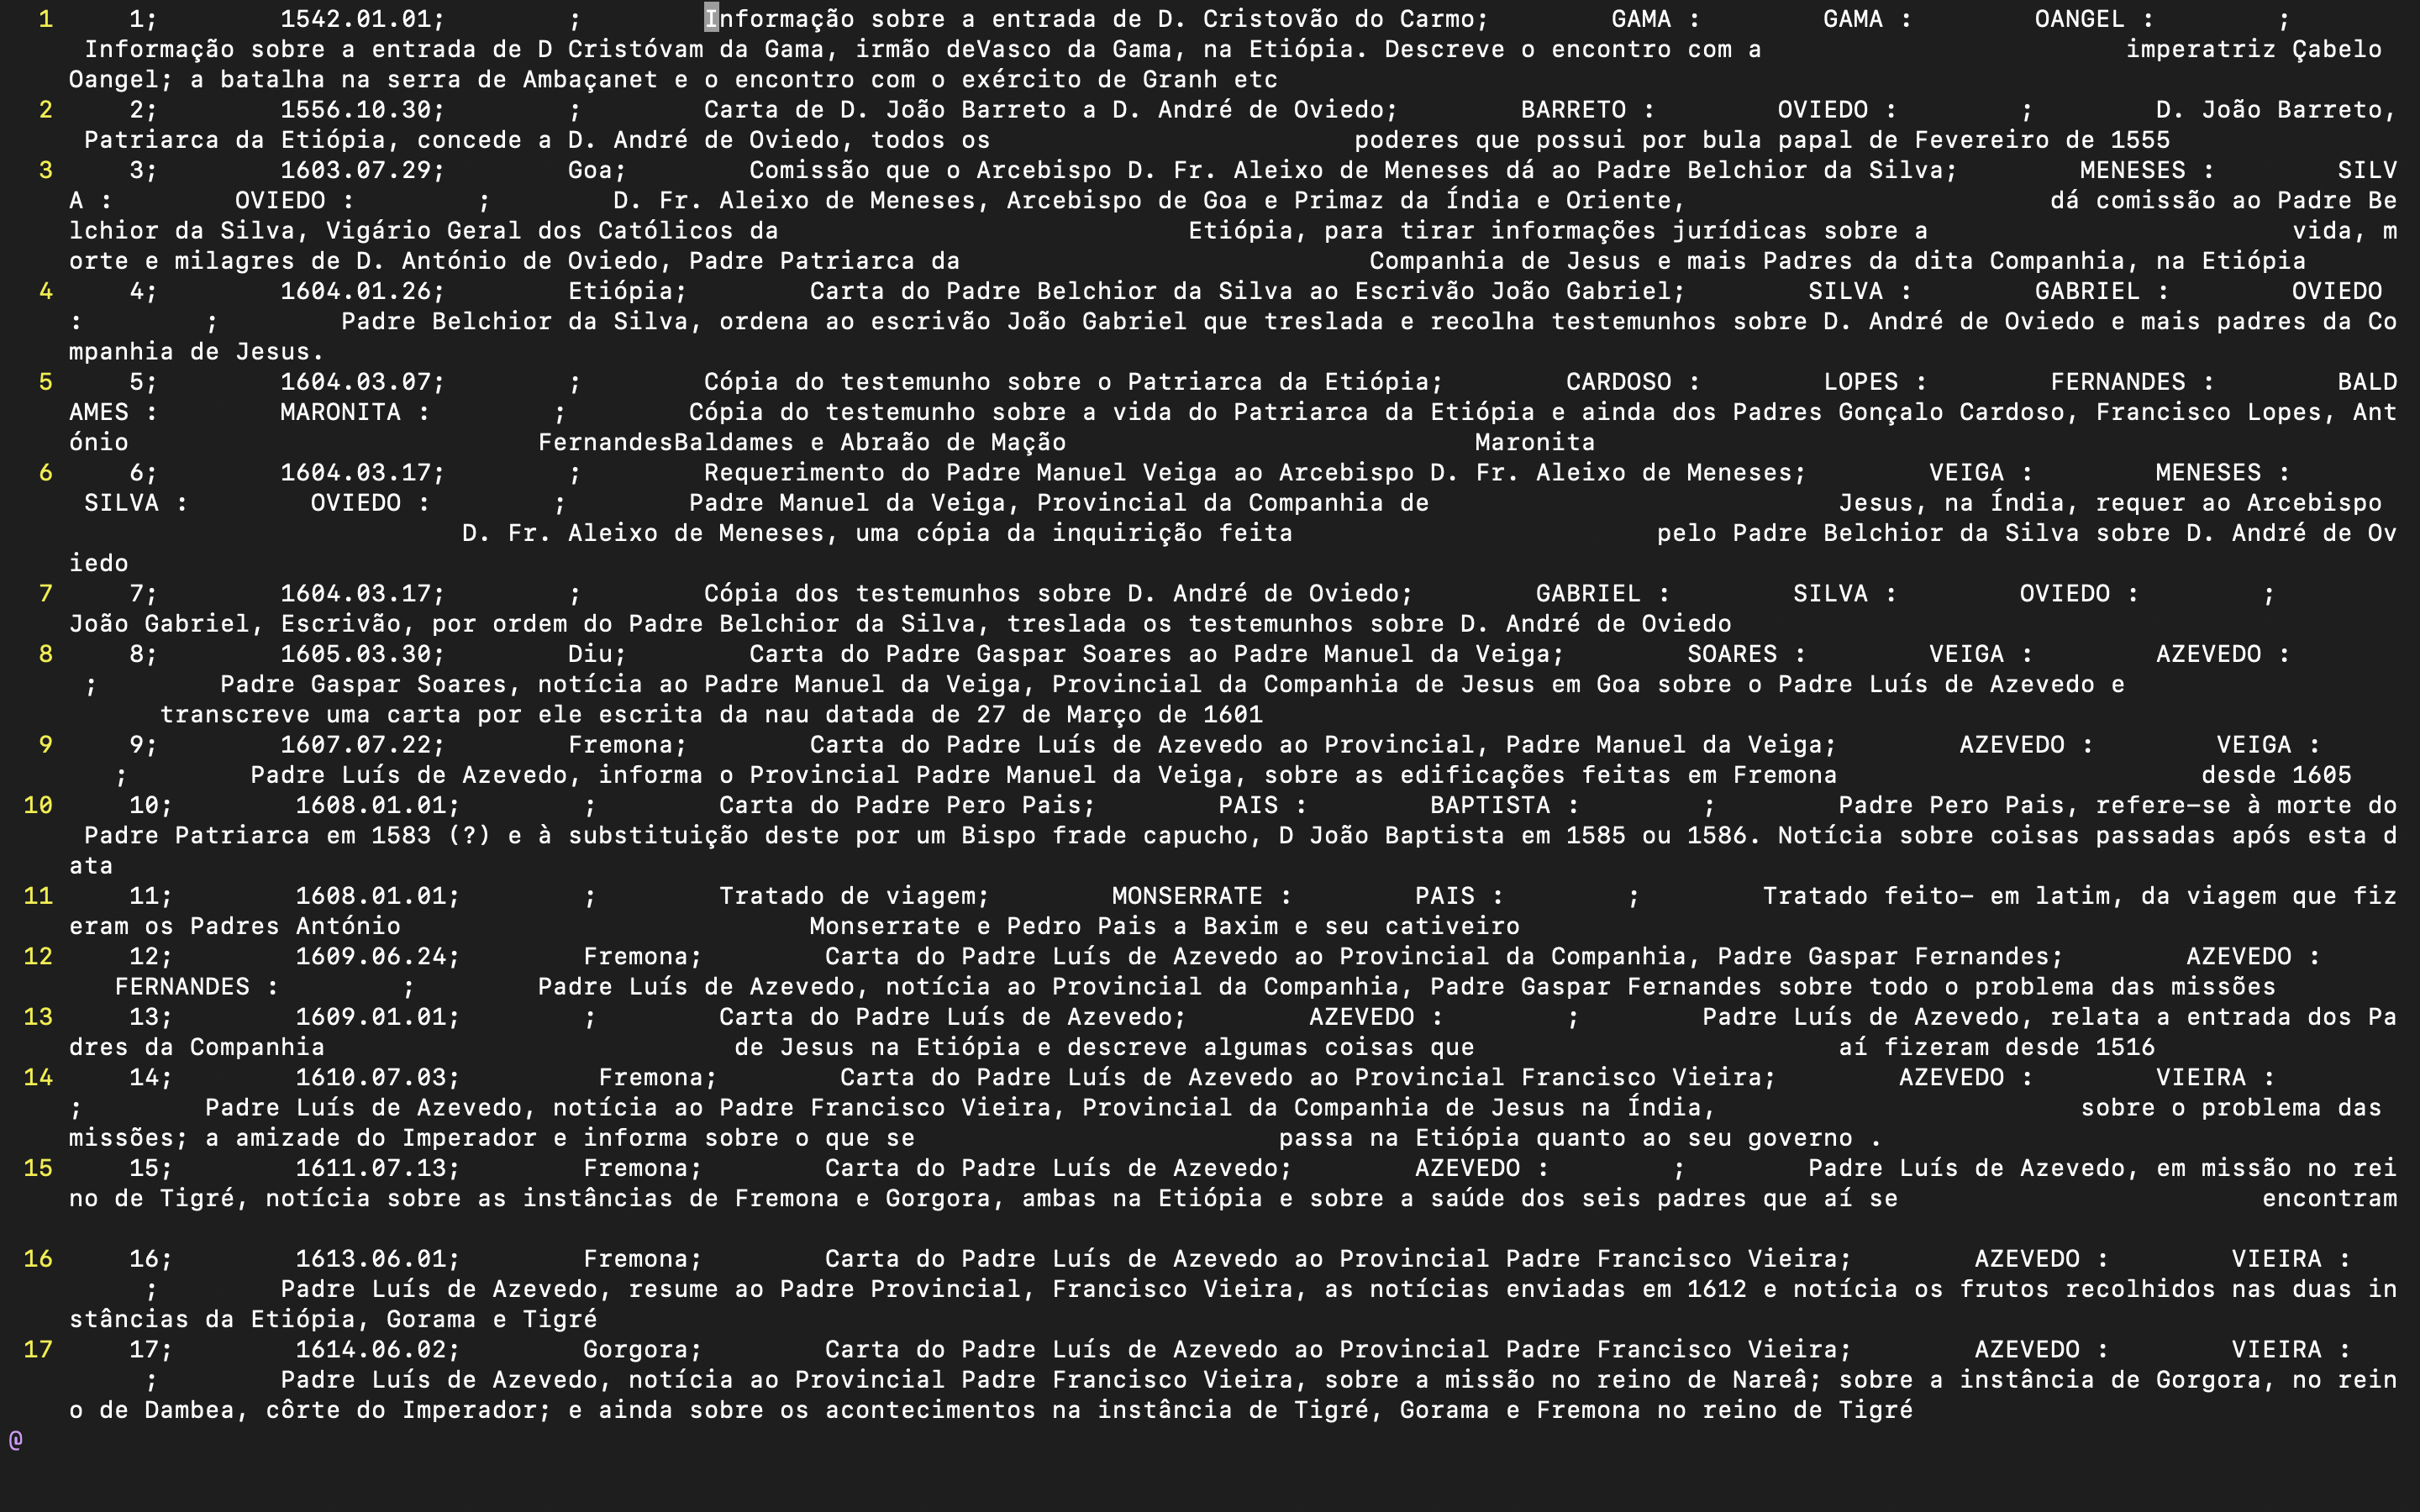 1 1; 1542.01.01; ; Informação sobre a entrada de D. Cristovão do Carmo; GAMA : GAMA : OANGEL : ;
Informação sobre a entrada de D Cristóvam da Gama, irmão deVasco da Gama, na Etiópia. Descreve o encontro com a imperatriz Çabelo
Oangel; a batalha na serra de Ambaçanet e o encontro com o exército de Granh etc
2 2; 1556.10.30; ; Carta de D. João Barreto a D. André de Oviedo; BARRETO : OVIEDO : ; D. João Barreto,
Patriarca da Etiópia, concede a D. André de Oviedo, todos os poderes que possui por bula papal de Fevereiro de 1555
3 3; 1603.07.29; Goa; Comissão que o Arcebispo D. Fr. Aleixo de Meneses dá ao Padre Belchior da Silva; MENESES : SILV
A : OVIEDO : ; D. Fr. Aleixo de Meneses, Arcebispo de Goa e Primaz da Índia e Oriente, dá comissão ao Padre Be
lchior da Silva, Vigário Geral dos Católicos da Etiópia, para tirar informações jurídicas sobre a vida, m
orte e milagres de D. António de Oviedo, Padre Patriarca da Companhia de Jesus e mais Padres da dita Companhia, na Etiópia
4 4; 1604.01.26; Etiópia; Carta do Padre Belchior da Silva ao Escrivão João Gabriel; SILVA : GABRIEL : OVIEDO
: ; Padre Belchior da Silva, ordena ao escrivão João Gabriel que treslada e recolha testemunhos sobre D. André de Oviedo e mais padres da Co
mpanhia de Jesus.
5 5; 1604.03.07; ; Cópia do testemunho sobre o Patriarca da Etiópia; CARDOSO : LOPES : FERNANDES : BALD
AMES : MARONITA : ; Cópia do testemunho sobre a vida do Patriarca da Etiópia e ainda dos Padres Gonçalo Cardoso, Francisco Lopes, Ant
ónio FernandesBaldames e Abraão de Mação Maronita
6 6; 1604.03.17; ; Requerimento do Padre Manuel Veiga ao Arcebispo D. Fr. Aleixo de Meneses; VEIGA : MENESES :
SILVA : OVIEDO : ; Padre Manuel da Veiga, Provincial da Companhia de Jesus, na Índia, requer ao Arcebispo
D. Fr. Aleixo de Meneses, uma cópia da inquirição feita pelo Padre Belchior da Silva sobre D. André de Ov
iedo
7 7; 1604.03.17; ; Cópia dos testemunhos sobre D. André de Oviedo; GABRIEL : SILVA : OVIEDO : ;
João Gabriel, Escrivão, por ordem do Padre Belchior da Silva, treslada os testemunhos sobre D. André de Oviedo
8 8; 1605.03.30; Diu; Carta do Padre Gaspar Soares ao Padre Manuel da Veiga; SOARES : VEIGA : AZEVEDO :
; Padre Gaspar Soares, notícia ao Padre Manuel da Veiga, Provincial da Companhia de Jesus em Goa sobre o Padre Luís de Azevedo e
transcreve uma carta por ele escrita da nau datada de 27 de Março de 1601
9 9; 1607.07.22; Fremona; Carta do Padre Luís de Azevedo ao Provincial, Padre Manuel da Veiga; AZEVEDO : VEIGA :
; Padre Luís de Azevedo, informa o Provincial Padre Manuel da Veiga, sobre as edificações feitas em Fremona desde 1605
10 10; 1608.01.01; ; Carta do Padre Pero Pais; PAIS : BAPTISTA : ; Padre Pero Pais, refere-se à morte do
Padre Patriarca em 1583 (?) e à substituição deste por um Bispo frade capucho, D João Baptista em 1585 ou 1586. Notícia sobre coisas passadas após esta d
ata
11 11; 1608.01.01; ; Tratado de viagem; MONSERRATE : PAIS : ; Tratado feito- em latim, da viagem que fiz
eram os Padres António Monserrate e Pedro Pais a Baxim e seu cativeiro
12 12; 1609.06.24; Fremona; Carta do Padre Luís de Azevedo ao Provincial da Companhia, Padre Gaspar Fernandes; AZEVEDO :
FERNANDES : ; Padre Luís de Azevedo, notícia ao Provincial da Companhia, Padre Gaspar Fernandes sobre todo o problema das missões
13 13; 1609.01.01; ; Carta do Padre Luís de Azevedo; AZEVEDO : ; Padre Luís de Azevedo, relata a entrada dos Pa
dres da Companhia de Jesus na Etiópia e descreve algumas coisas que aí fizeram desde 1516
14 14; 1610.07.03; Fremona; Carta do Padre Luís de Azevedo ao Provincial Francisco Vieira; AZEVEDO : VIEIRA :
; Padre Luís de Azevedo, notícia ao Padre Francisco Vieira, Provincial da Companhia de Jesus na Índia, sobre o problema das
missões; a amizade do Imperador e informa sobre o que se passa na Etiópia quanto ao seu governo .
15 15; 1611.07.13; Fremona; Carta do Padre Luís de Azevedo; AZEVEDO : ; Padre Luís de Azevedo, em missão no rei
no de Tigré, notícia sobre as instâncias de Fremona e Gorgora, ambas na Etiópia e sobre a saúde dos seis padres que aí se encontram
16 16; 1613.06.01; Fremona; Carta do Padre Luís de Azevedo ao Provincial Padre Francisco Vieira; AZEVEDO : VIEIRA :
; Padre Luís de Azevedo, resume ao Padre Provincial, Francisco Vieira, as notícias enviadas em 1612 e notícia os frutos recolhidos nas duas in
stâncias da Etiópia, Gorama e Tigré
17 17; 1614.06.02; Gorgora; Carta do Padre Luís de Azevedo ao Provincial Padre Francisco Vieira; AZEVEDO : VIEIRA :
; Padre Luís de Azevedo, notícia ao Provincial Padre Francisco Vieira, sobre a missão no reino de Nareâ; sobre a instância de Gorgora, no rein
o de Dambea, côrte do Imperador; e ainda sobre os acontecimentos na instância de Tigré, Gorama e Fremona no reino de Tigré
@